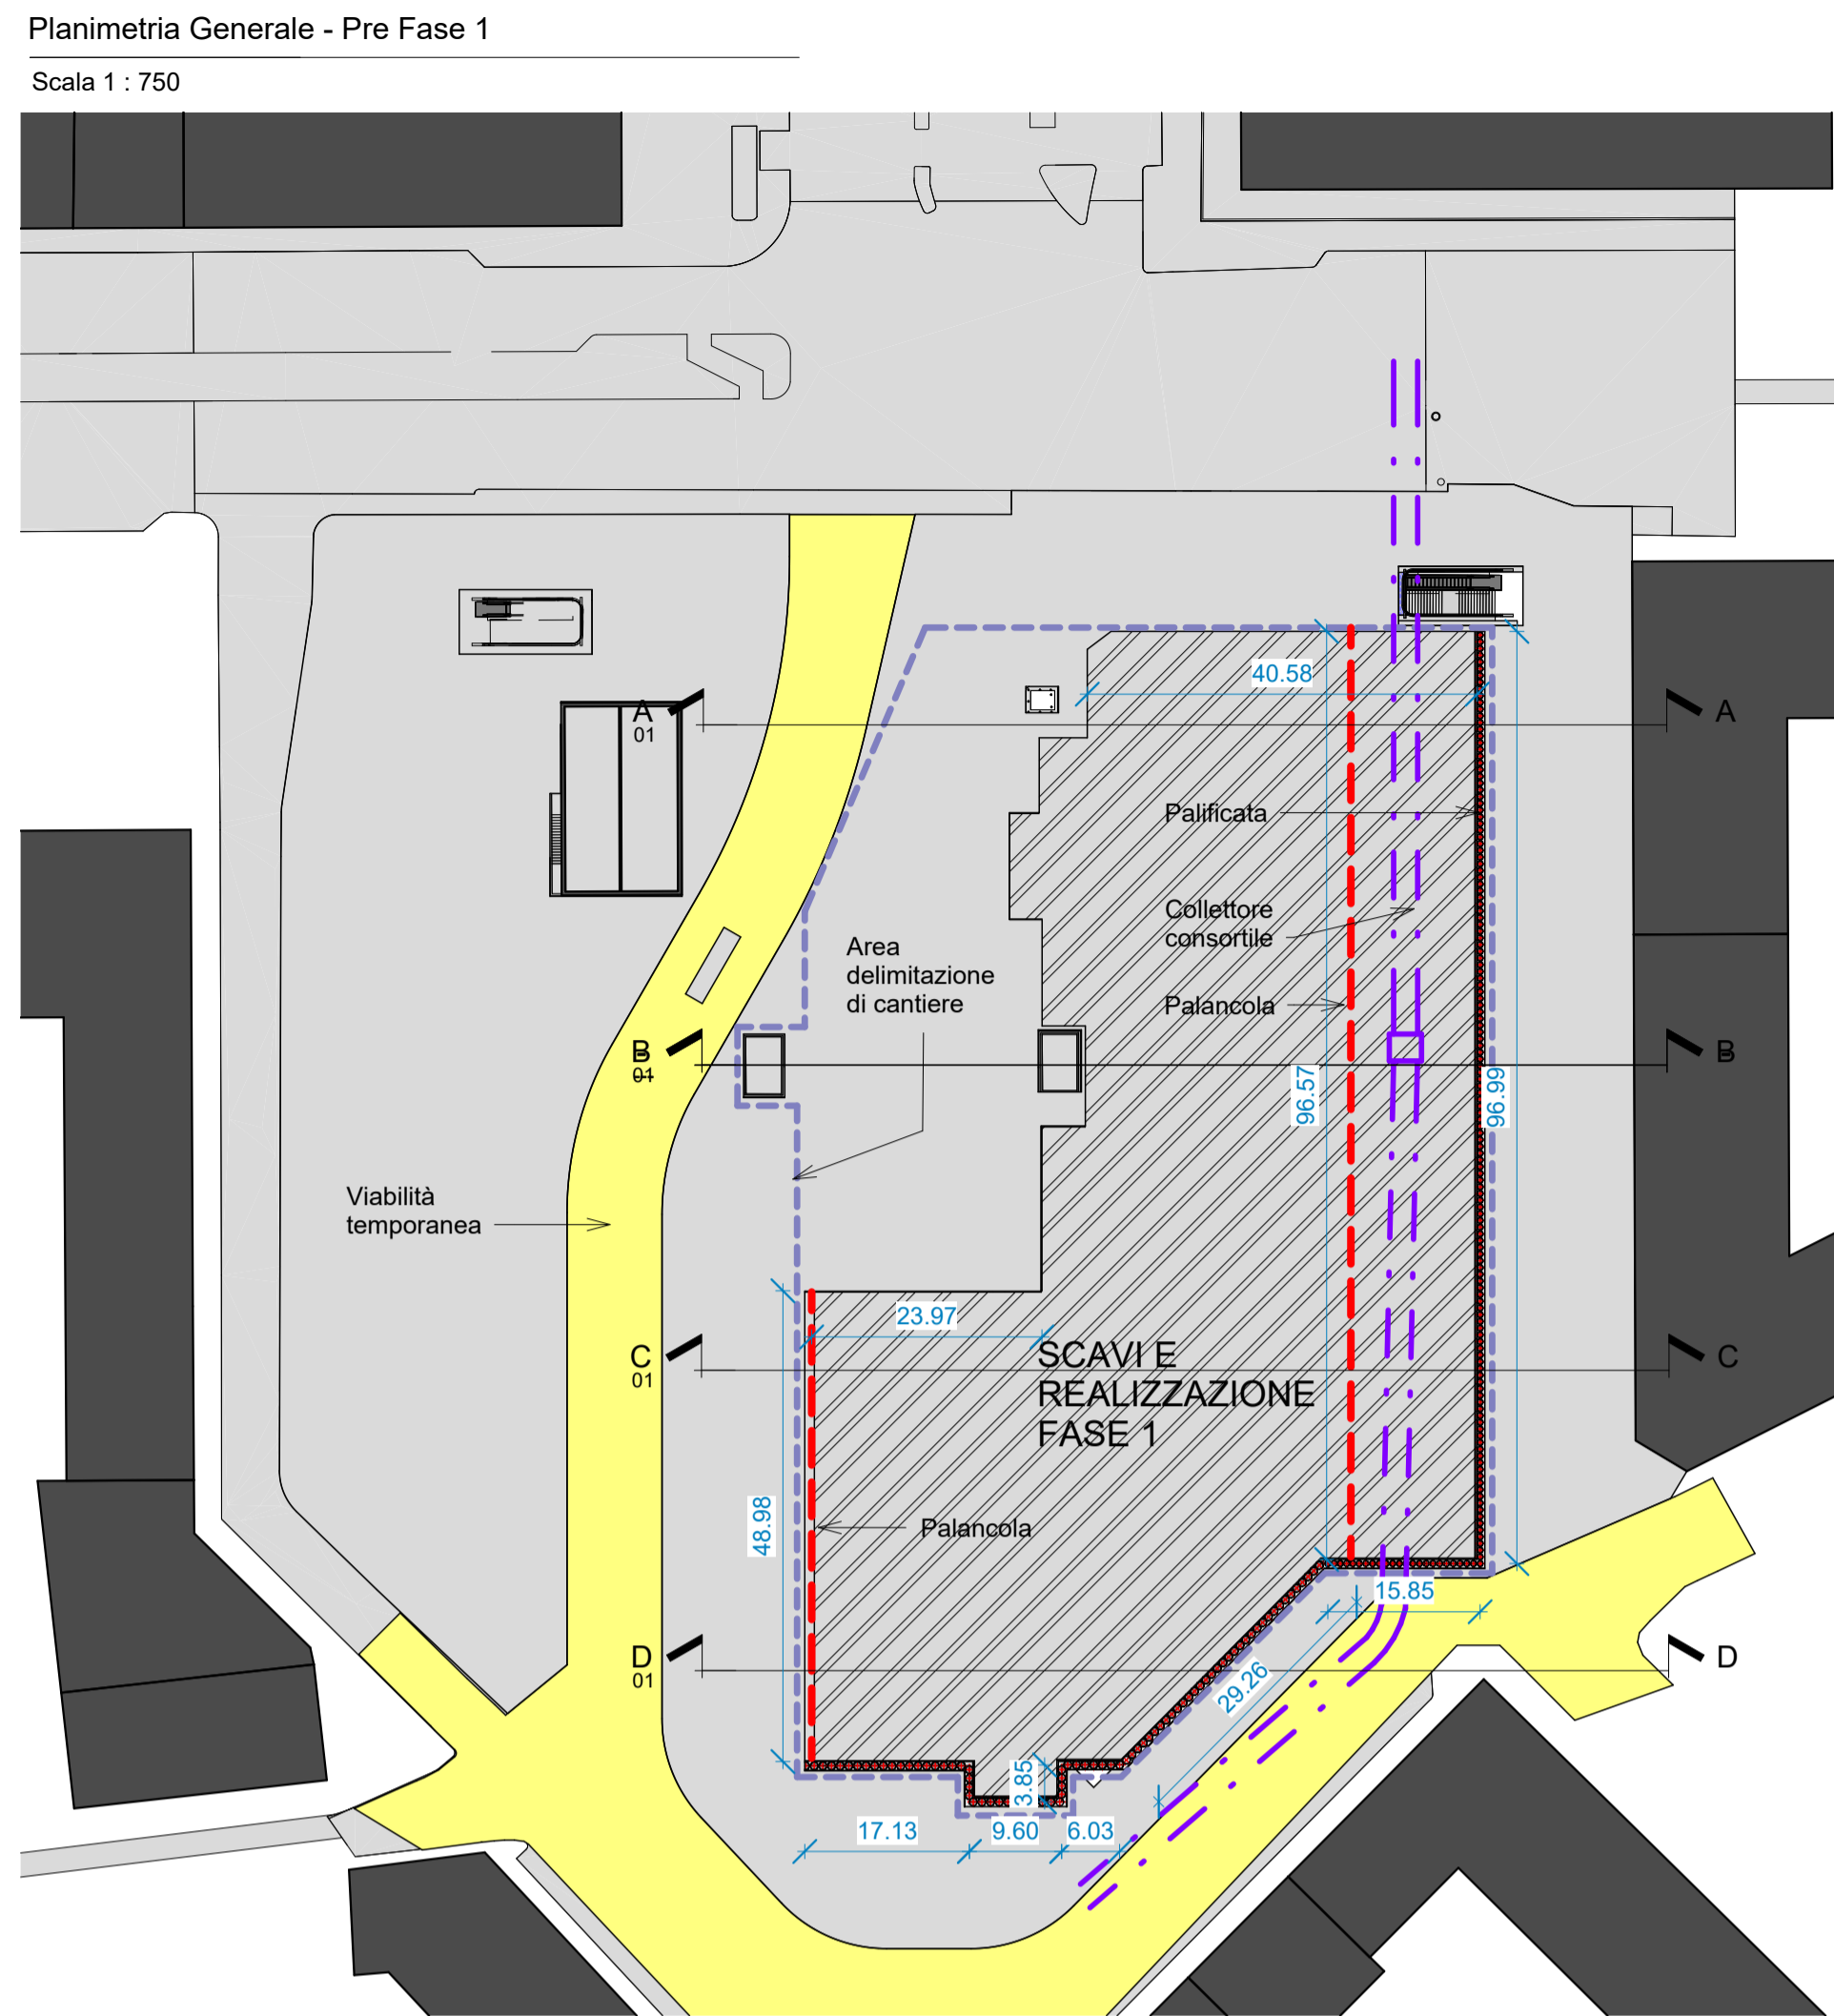 Planimetria Generale - Pre Fase 1
Scala 1 : 750
40.58
A
01
A
Palificata
Collettore
consortile
Area
delimitazione
di cantiere
Palancola
B
01
B
96.57
96.99
Viabilità
temporanea
23.97
SCAVI E
REALIZZAZIONE
FASE 1
C
01
C
48.98
Palancola
15.85
D
01
D
29.26
3.85
17.13
9.60
6.03